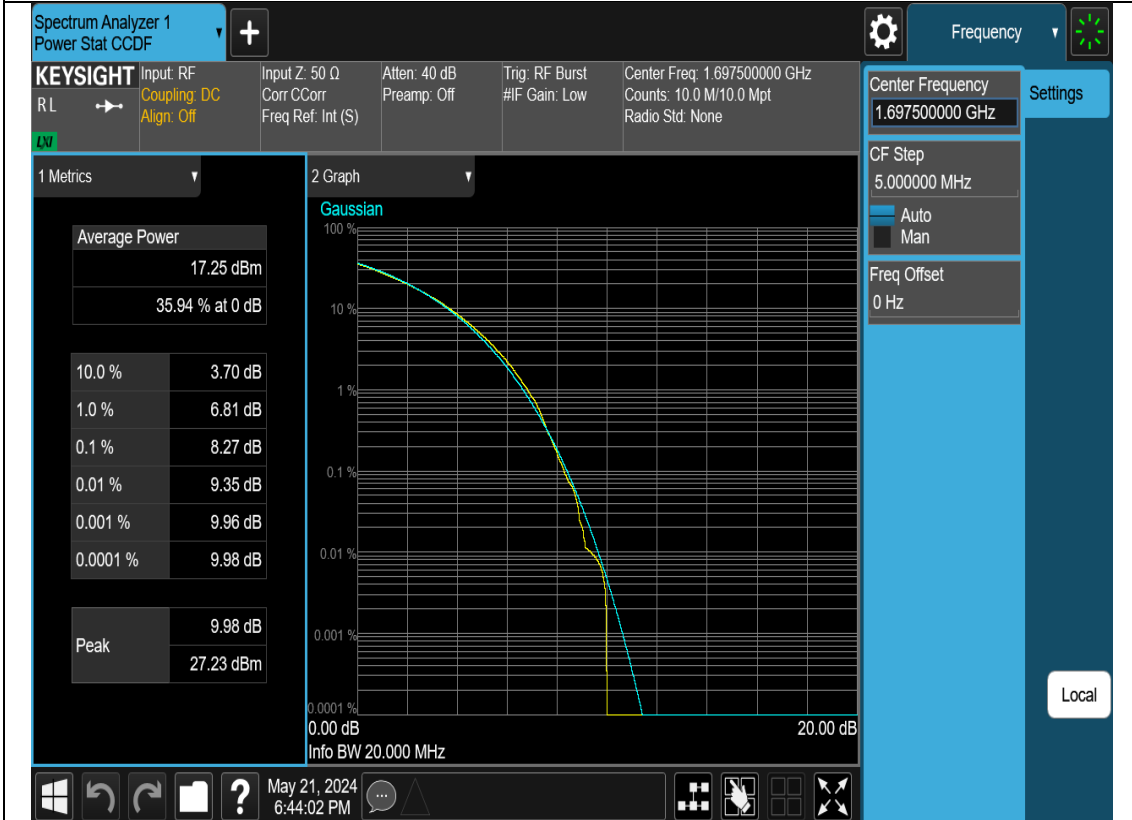 Spectrum Analyzer 1
Power Stat CCDF
Frequency
KEYSIGHT
RL
LXI
Input: RF
Coupling: DC
Align: Off
Input Z: 50 Ω
Corr CCorr
Freq Ref: Int (S)
Atten: 40 dB
Preamp: Off
Trig: RF Burst
#IF Gain: Low
Center Freq: 1.697500000 GHz
Counts: 10.0 M/10.0 Mpt
Radio Std: None
Center Frequency
1.697500000 GHz
Settings
CF Step
5.000000 MHz
Auto
Man
Freq Offset
0 Hz
Local
1 Metrics
Average Power
17.25 dBm
35.94 % at 0 dB
10.0 % 3.70 dB
1.0 % 6.81 dB
0.1 % 8.27 dB
0.01 % 9.35 dB
0.001 % 9.96 dB
0.0001 % 9.98 dB
Peak
9.98 dB
27.23 dBm
2 Graph
Gaussian
100 %
10 %
1 %
0.1 %
0.01 %
0.001 %
0.0001 %
0.00 dB 20.00 dB
Info BW 20.000 MHz
May 21, 2024
6:44:02 PM